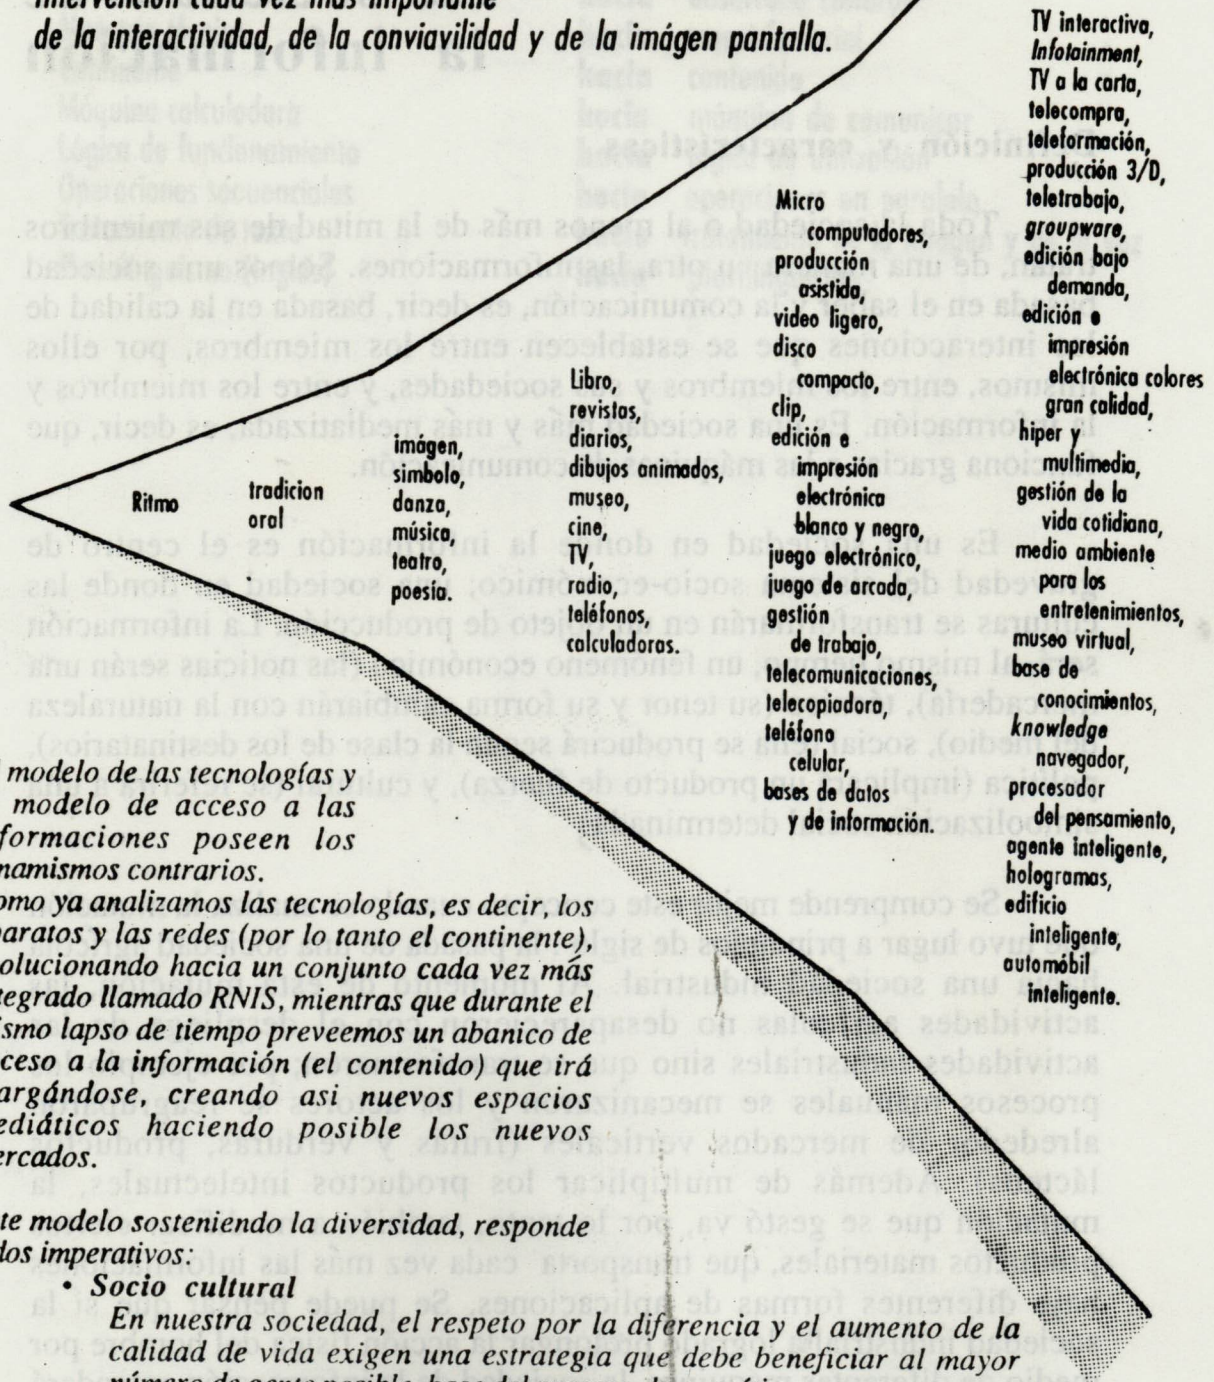 de la interactividad, de la conviavilidad y de la imágen pantalla.
Ritmo
tradicion
oral
imágen,
símbolo,
danza,
música,
teatro,
poesia.
Libro,
revistas,
diarios,
dibujos animados,
museo,
cine,
TV,
radio,
teléfonos,
calculadoras.
Micro
computadores,
producción
asistida,
video ligero,
disco
compacto,
clip,
edición e
impresión
electrónica
blanco y negro,
juego electrónico,
juego de arcada,
gestión
de trabajo,
telecomunicaciones,
telecopiadora,
teléfono
celular,
bases de datos
y de información.
TV interactiva,
Infotainment,
TV a la carta,
telecompra,
teleformación,
producción 3/D,
teletrabajo,
groupware,
edición bajo
demanda,
edición e
impresión
electrónica colores
gran calidad,
hiper y
multimedia,
gestión de la
vida cotidiana,
medio ambiente
para los
entretenimientos,
museo virtual,
base de
conocimientos,
knowledge
navegador,
procesador
del pensamiento,
agente inteligente,
hologramas,
edificio
inteligente,
automóbil
inteligente.
modelo de las tecnologías y
modelo de acceso a las
formaciones poseen los
namismos contrarios.
omo ya analizamos las tecnologías, es decir, los
paratos y las redes (por lo tanto el continente),
olucionando hacia un conjunto cada vez más
tegrado llamado RNIS, mientras que durante el
ismo lapso de tiempo preveemos un abanico de
ceso a la información (el contenido) que irá
argándose, creando asi nuevos espacios
ediáticos haciendo posible los nuevos
ercados.
te modelo sosteniendo la diversidad, responde
dos imperativos:
• Socio cultural
En nuestra sociedad, el respeto por la diferencia y el aumento de la
calidad de vida exigen una estrategia que debe beneficiar al mayor